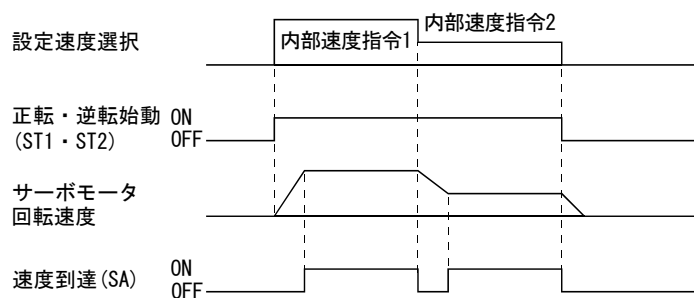 設定速度選択
内部速度指令1
内部速度指令2
正転・逆転始動
(ST1・ST2)
ON
OFF
サーボモータ
回転速度
速度到達(SA)
ON
OFF